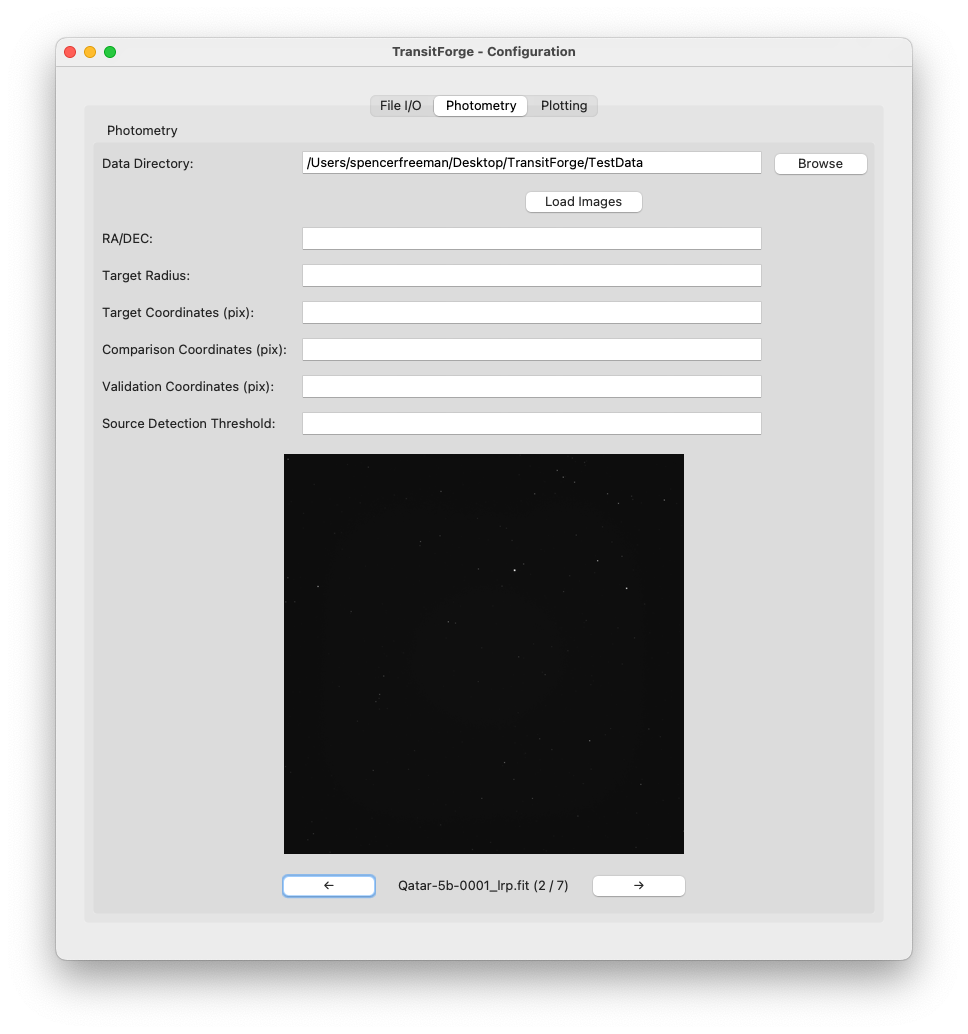 TransitForge - Configuration
File I/O Photometry Plotting
Photometry
Data Directory: /Users/spencerfreeman/Desktop/TransitForge/TestData Browse
Load Images
RA/DEC:
Target Radius:
Target Coordinates (pix):
Comparison Coordinates (pix):
Validation Coordinates (pix):
Source Detection Threshold:
← Qatar-5b-0001_lrp.fit (2 / 7) →